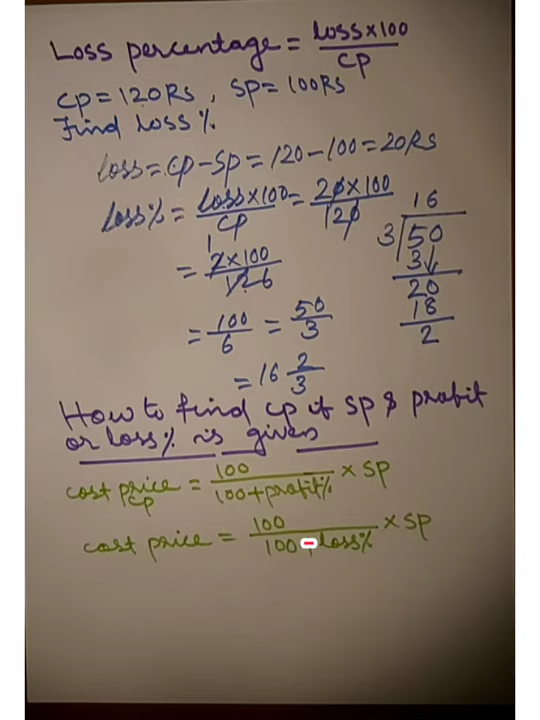 Loss percentage = loss×100 / CP
CP = 120RS, SP = 100RS
Find Loss %
loss = CP - SP = 120 - 100 = 20RS
loss% = loss×100 / CP = 20×100 / 120
= 2×100 / 12 6
1
= 100 / 6 = 50 / 3
= 16 2/3
16
3 50
3↓
20
18
2
How to find CP if SP & profit
or loss% is given
cost price CP = 100 / 100+profit% × SP
cost price = 100 / 100 - loss% × SP